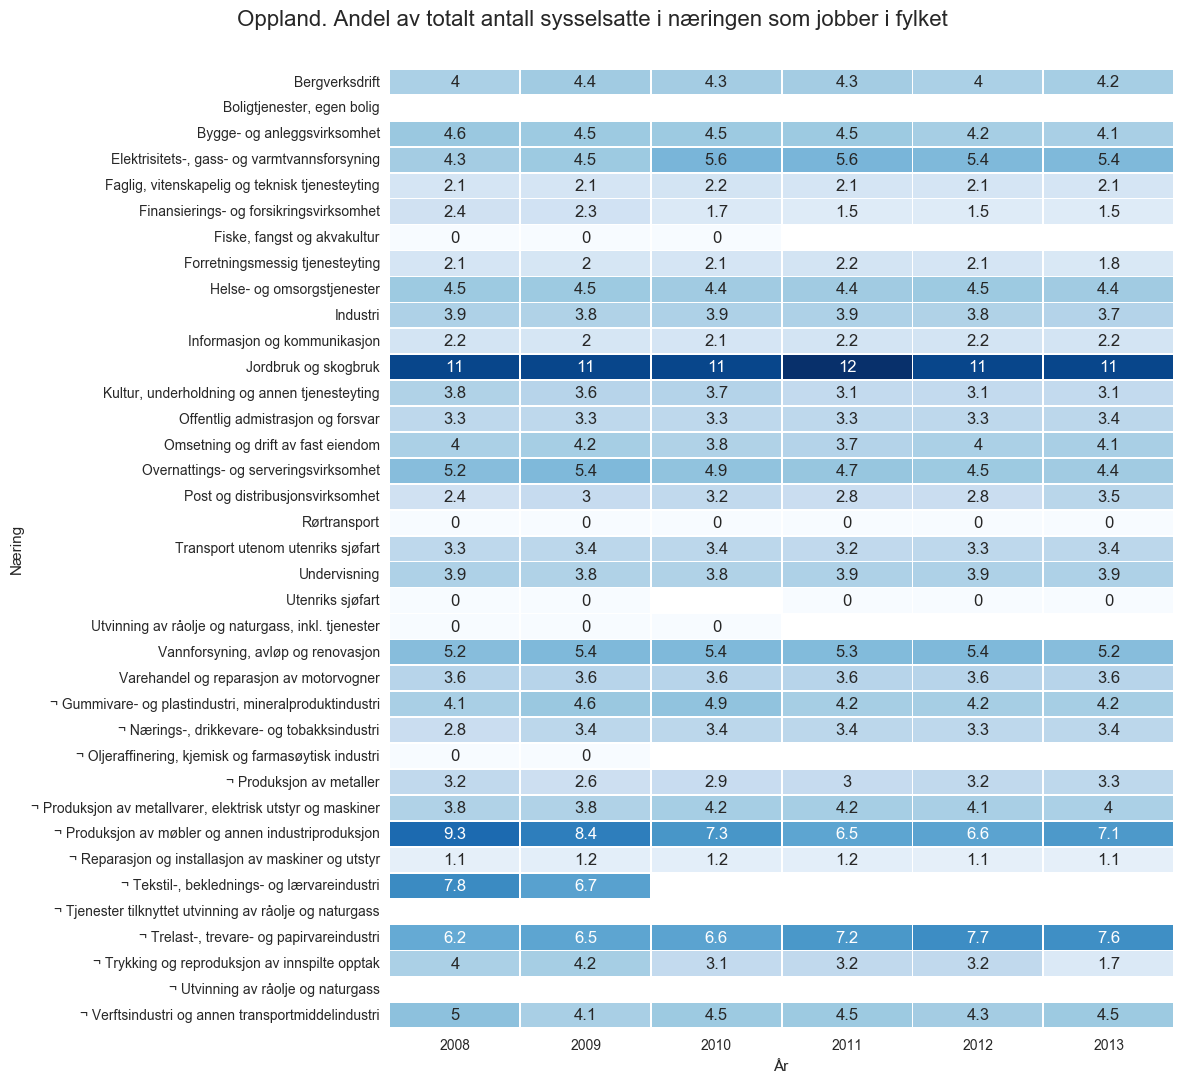 Oppland. Andel av totalt antall sysselsatte i næringen som jobber i fylket
Bergverksdrift 4 4.4 4.3 4.3 4 4.2
Boligtjenester, egen bolig
Bygge- og anleggsvirksomhet 4.6 4.5 4.5 4.5 4.2 4.1
Elektrisitets-, gass- og varmtvannsforsyning 4.3 4.5 5.6 5.6 5.4 5.4
Faglig, vitenskapelig og teknisk tjenesteyting 2.1 2.1 2.2 2.1 2.1 2.1
Finansierings- og forsikringsvirksomhet 2.4 2.3 1.7 1.5 1.5 1.5
Fiske, fangst og akvakultur 0 0 0
Forretningsmessig tjenesteyting 2.1 2 2.1 2.2 2.1 1.8
Helse- og omsorgstjenester 4.5 4.5 4.4 4.4 4.5 4.4
Industri 3.9 3.8 3.9 3.9 3.8 3.7
Informasjon og kommunikasjon 2.2 2 2.1 2.2 2.2 2.2
Jordbruk og skogbruk 11 11 11 12 11 11
Kultur, underholdning og annen tjenesteyting 3.8 3.6 3.7 3.1 3.1 3.1
Offentlig admistrasjon og forsvar 3.3 3.3 3.3 3.3 3.3 3.4
Omsetning og drift av fast eiendom 4 4.2 3.8 3.7 4 4.1
Overnattings- og serveringsvirksomhet 5.2 5.4 4.9 4.7 4.5 4.4
Post og distribusjonsvirksomhet 2.4 3 3.2 2.8 2.8 3.5
Rørtransport 0 0 0 0 0 0
Transport utenom utenriks sjøfart 3.3 3.4 3.4 3.2 3.3 3.4
Undervisning 3.9 3.8 3.8 3.9 3.9 3.9
Utenriks sjøfart 0 0 0 0 0
Utvinning av råolje og naturgass, inkl. tjenester 0 0 0
Vannforsyning, avløp og renovasjon 5.2 5.4 5.4 5.3 5.4 5.2
Varehandel og reparasjon av motorvogner 3.6 3.6 3.6 3.6 3.6 3.6
¬ Gummivare- og plastindustri, mineralproduktindustri 4.1 4.6 4.9 4.2 4.2 4.2
¬ Nærings-, drikkevare- og tobakksindustri 2.8 3.4 3.4 3.4 3.3 3.4
¬ Oljeraffinering, kjemisk og farmasøytisk industri 0 0
¬ Produksjon av metaller 3.2 2.6 2.9 3 3.2 3.3
¬ Produksjon av metallvarer, elektrisk utstyr og maskiner 3.8 3.8 4.2 4.2 4.1 4
¬ Produksjon av møbler og annen industriproduksjon 9.3 8.4 7.3 6.5 6.6 7.1
¬ Reparasjon og installasjon av maskiner og utstyr 1.1 1.2 1.2 1.2 1.1 1.1
¬ Tekstil-, beklednings- og lærvareindustri 7.8 6.7
¬ Tjenester tilknyttet utvinning av råolje og naturgass
¬ Trelast-, trevare- og papirvareindustri 6.2 6.5 6.6 7.2 7.7 7.6
¬ Trykking og reproduksjon av innspilte opptak 4 4.2 3.1 3.2 3.2 1.7
¬ Utvinning av råolje og naturgass
¬ Verftsindustri og annen transportmiddelindustri 5 4.1 4.5 4.5 4.3 4.5
2008 2009 2010 2011 2012 2013
År
Næring